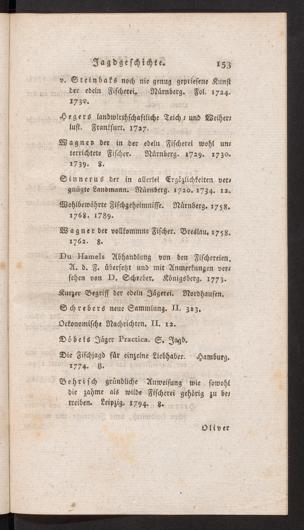 Jagdgeschichte. 153
v. Steinbaks noch nie genug gepriesene Kunst
der edeln Fischerei. Nürnberg. Fol. 1724.
1730.
Hegers landwirthschaftliche Teich- und Weiher-
lust. Frankfurt. 1727.
Wagner der in der edeln Fischerei wohl un-
terrichtete Fischer. Nürnberg. 1729. 1730.
1739. 8.
Sinnerus der in allerlei Ergözlichkeiten ver-
gnügte Landmann. Nürnberg. 1720. 1734. 12.
Wohlbewährte Fischgeheimnisse. Nürnberg. 1758.
1768. 1789.
Wagner der vollkommne Fischer. Breslau. 1758.
1762. 8.
Du Hamels Abhandlung von den Fischereien.
A. d. F. übersetzt und mit Anmerkungen ver-
sehen von D. Schreber. Königsberg. 1773.
Kurzer Begriff der edeln Jägerei. Nordhausen.
Schrebers neue Sammlung. II. 323.
Oekonomische Nachrichten. II. 12.
Döbels Jäger Practica. S. Jagd.
Die Fischjagd für einzelne Liebhaber. Hamburg.
1774. 8.
Behrisch gründliche Anweisung wie sowohl
die zahme als wilde Fischerei gehörig zu be-
treiben. Leipzig. 1794. 8.
Oliver